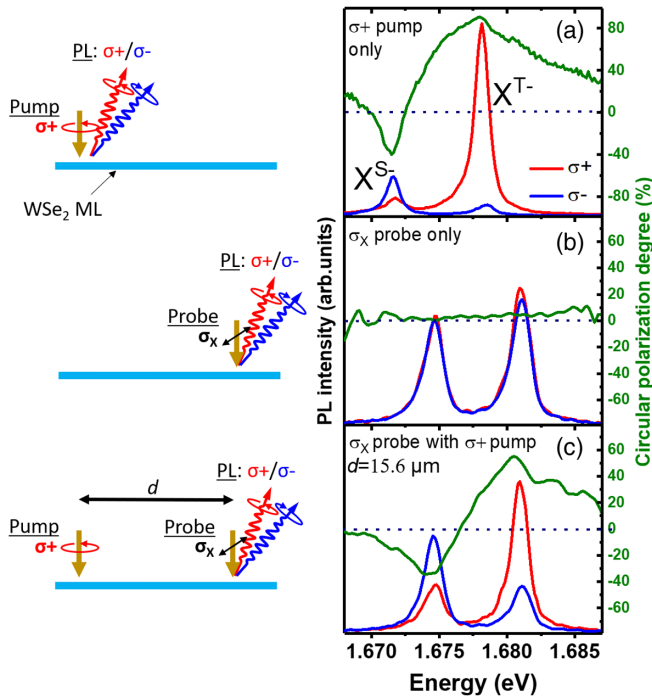 PL: σ+/σ-
Pump
σ+
WSe₂ ML
PL: σ+/σ-
Probe
σₓ
d
PL: σ+/σ-
Pump
σ+
Probe
σₓ
σ+ pump
only
(a)
Xᵀ⁻
Xˢ⁻
σ+
σ-
80
40
0
-40
-80
σₓ probe only
(b)
60
40
20
0
-20
-40
-60
σₓ probe with σ+ pump
d=15.6 μm
(c)
60
40
20
0
-20
-40
-60
PL intensity (arb.units)
Circular polarization degree (%)
1.670 1.675 1.680 1.685
Energy (eV)